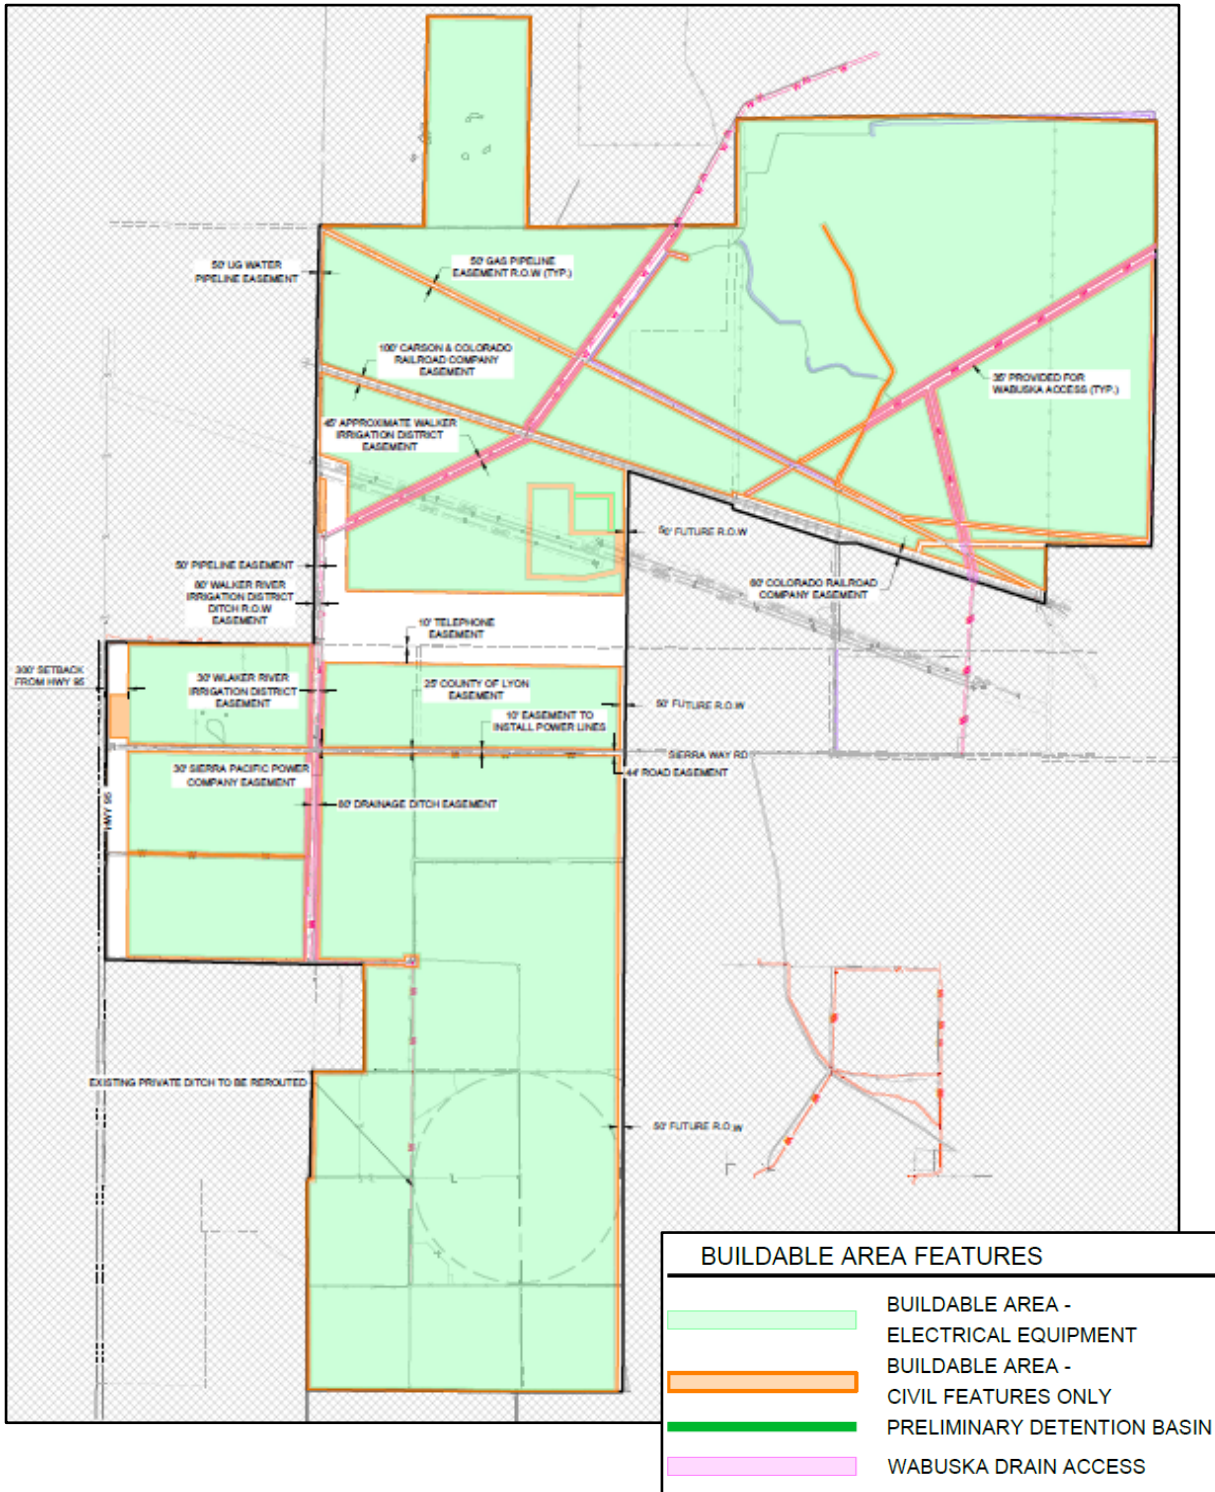 50' UG WATER
PIPELINE EASEMENT
50' GAS PIPELINE
EASEMENT R.O.W (TYP.)
100' CARSON & COLORADO
RAILROAD COMPANY
EASEMENT
35' PROVIDED FOR
WABUSKA ACCESS (TYP.)
45' APPROXIMATE WALKER
IRRIGATION DISTRICT
EASEMENT
50' FUTURE R.O.W
50' PIPELINE EASEMENT
60' WALKER RIVER
IRRIGATION DISTRICT
DITCH R.O.W
EASEMENT
COLORADO RAILROAD
COMPANY EASEMENT
10' TELEPHONE
EASEMENT
300' SETBACK
FROM HWY 95
30' WLAKER RIVER
IRRIGATION DISTRICT
EASEMENT
25' COUNTY OF LYON
EASEMENT
10' EASEMENT TO
INSTALL POWER LINES
50' FUTURE R.O.W
SIERRA WAY RD
30' SIERRA PACIFIC POWER
COMPANY EASEMENT
44' ROAD EASEMENT
HWY 95
80' DRAINAGE DITCH EASEMENT
EXISTING PRIVATE DITCH TO BE REROUTED
50' FUTURE R.O.W
BUILDABLE AREA FEATURES
BUILDABLE AREA -
ELECTRICAL EQUIPMENT
BUILDABLE AREA -
CIVIL FEATURES ONLY
PRELIMINARY DETENTION BASIN
WABUSKA DRAIN ACCESS